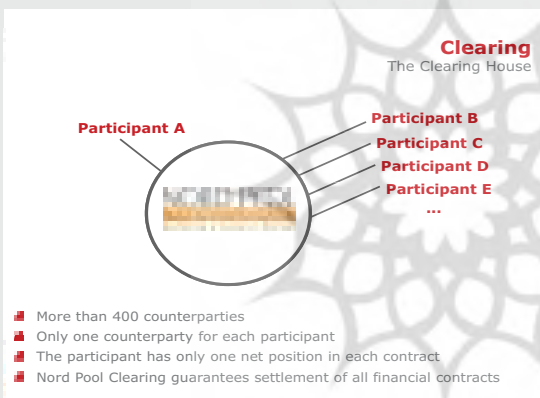 Clearing
The Clearing House
Participant A
Participant B
Participant C
Participant D
Participant E
...
NORD POOL
More than 400 counterparties
Only one counterparty for each participant
The participant has only one net position in each contract
Nord Pool Clearing guarantees settlement of all financial contracts